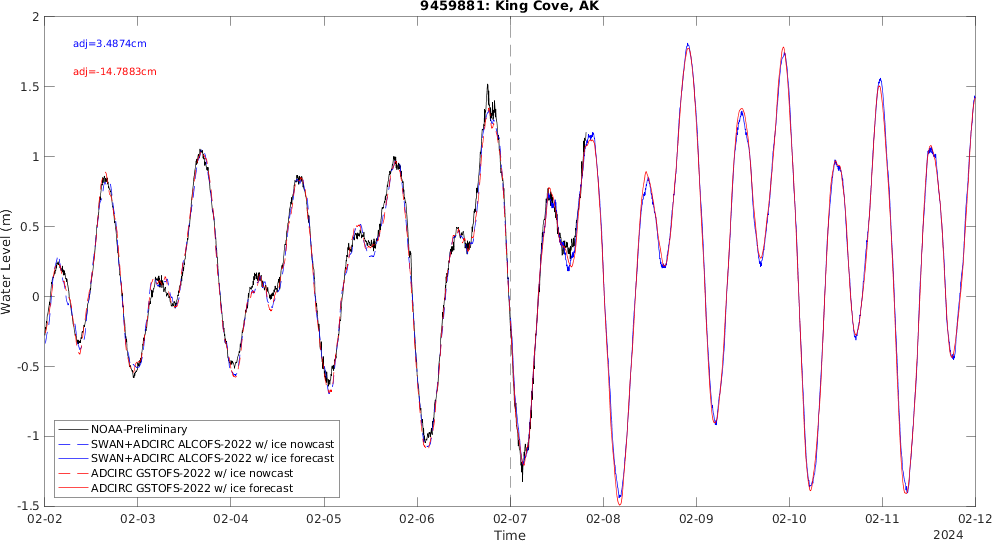 9459881: King Cove, AK
adj=3.4874cm
adj=-14.7883cm
Water Level (m)
2
1.5
1
0.5
0
-0.5
-1
-1.5
NOAA-Preliminary
SWAN+ADCIRC ALCOFS-2022 w/ ice nowcast
SWAN+ADCIRC ALCOFS-2022 w/ ice forecast
ADCIRC GSTOFS-2022 w/ ice nowcast
ADCIRC GSTOFS-2022 w/ ice forecast
02-02 02-03 02-04 02-05 02-06 02-07 02-08 02-09 02-10 02-11 02-12
Time
2024